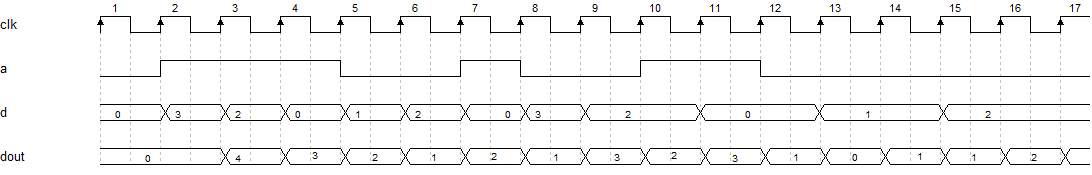 1 2 3 4 5 6 7 8 9 10 11 12 13 14 15 16 17
clk
a
d 0 3 2 0 1 2 0 3 2 0 1 2
dout 0 4 3 2 1 2 1 3 2 3 1 0 1 1 2